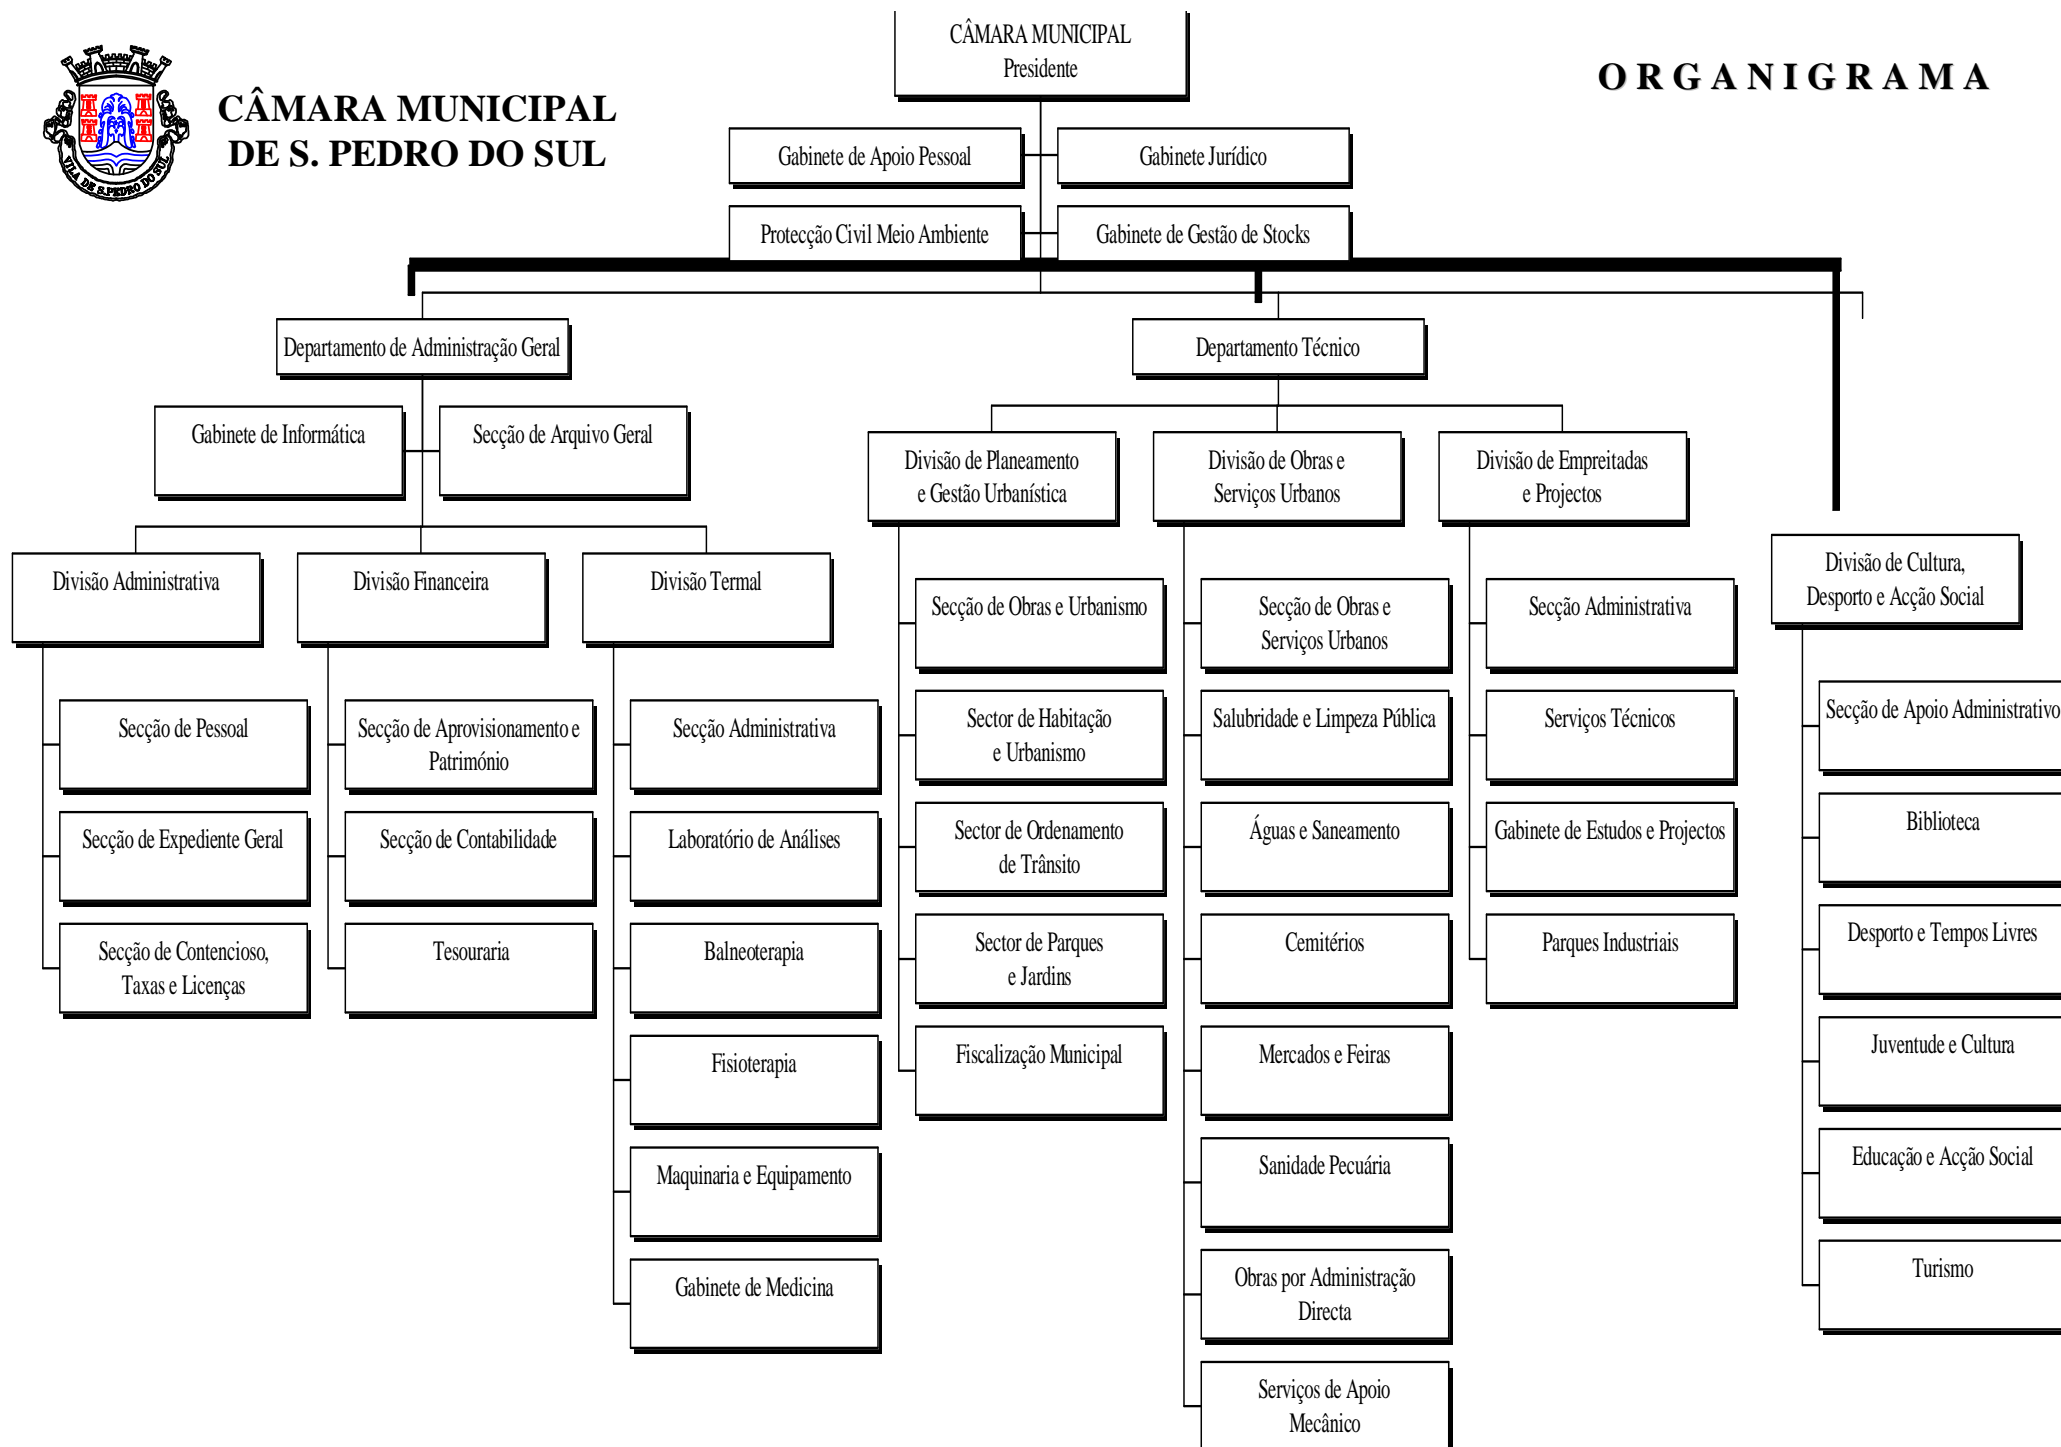 CÂMARA MUNICIPAL
Presidente
ORGANIGRAMA
CÂMARA MUNICIPAL
DE S. PEDRO DO SUL
VILA DE S. PEDRO DO SUL
Gabinete de Apoio Pessoal
Gabinete Jurídico
Protecção Civil Meio Ambiente
Gabinete de Gestão de Stocks
Departamento de Administração Geral
Departamento Técnico
Gabinete de Informática
Secção de Arquivo Geral
Divisão Administrativa
Secção de Pessoal
Secção de Expediente Geral
Secção de Contencioso,
Taxas e Licenças
Divisão Financeira
Secção de Aprovisionamento e
Património
Secção de Contabilidade
Tesouraria
Divisão Termal
Secção Administrativa
Laboratório de Análises
Balneoterapia
Fisioterapia
Maquinaria e Equipamento
Gabinete de Medicina
Divisão de Planeamento
e Gestão Urbanística
Secção de Obras e Urbanismo
Sector de Habitação
e Urbanismo
Sector de Ordenamento
de Trânsito
Sector de Parques
e Jardins
Fiscalização Municipal
Divisão de Obras e
Serviços Urbanos
Secção de Obras e
Serviços Urbanos
Salubridade e Limpeza Pública
Águas e Saneamento
Cemitérios
Mercados e Feiras
Sanidade Pecuária
Obras por Administração
Directa
Serviços de Apoio
Mecânico
Divisão de Empreitadas
e Projectos
Secção Administrativa
Serviços Técnicos
Gabinete de Estudos e Projectos
Parques Industriais
Divisão de Cultura,
Desporto e Acção Social
Secção de Apoio Administrativo
Biblioteca
Desporto e Tempos Livres
Juventude e Cultura
Educação e Acção Social
Turismo